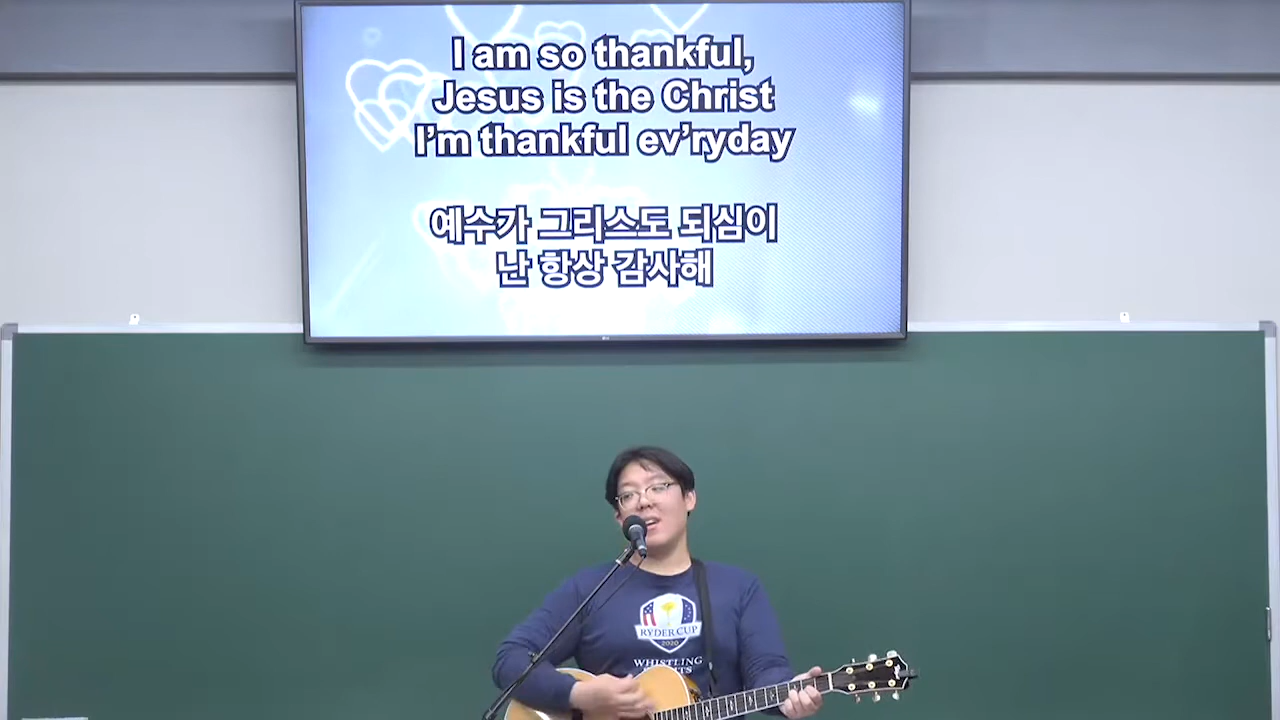 I am so thankful,
Jesus is the Christ
I'm thankful ev'ryday
예수가 그리스도 되심이
난 항상 감사해
RYDER CUP
2020
WHISTLING